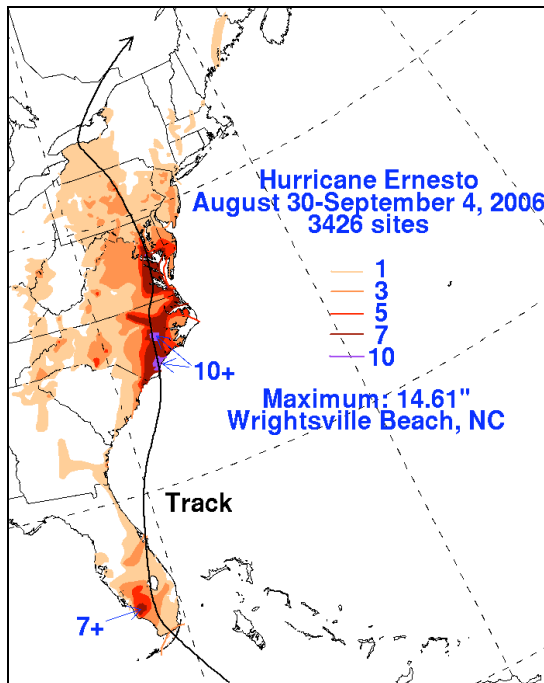 Hurricane Ernesto
August 30-September 4, 2006
3426 sites
1
3
5
7
10
10+
Maximum: 14.61"
Wrightsville Beach, NC
Track
7+